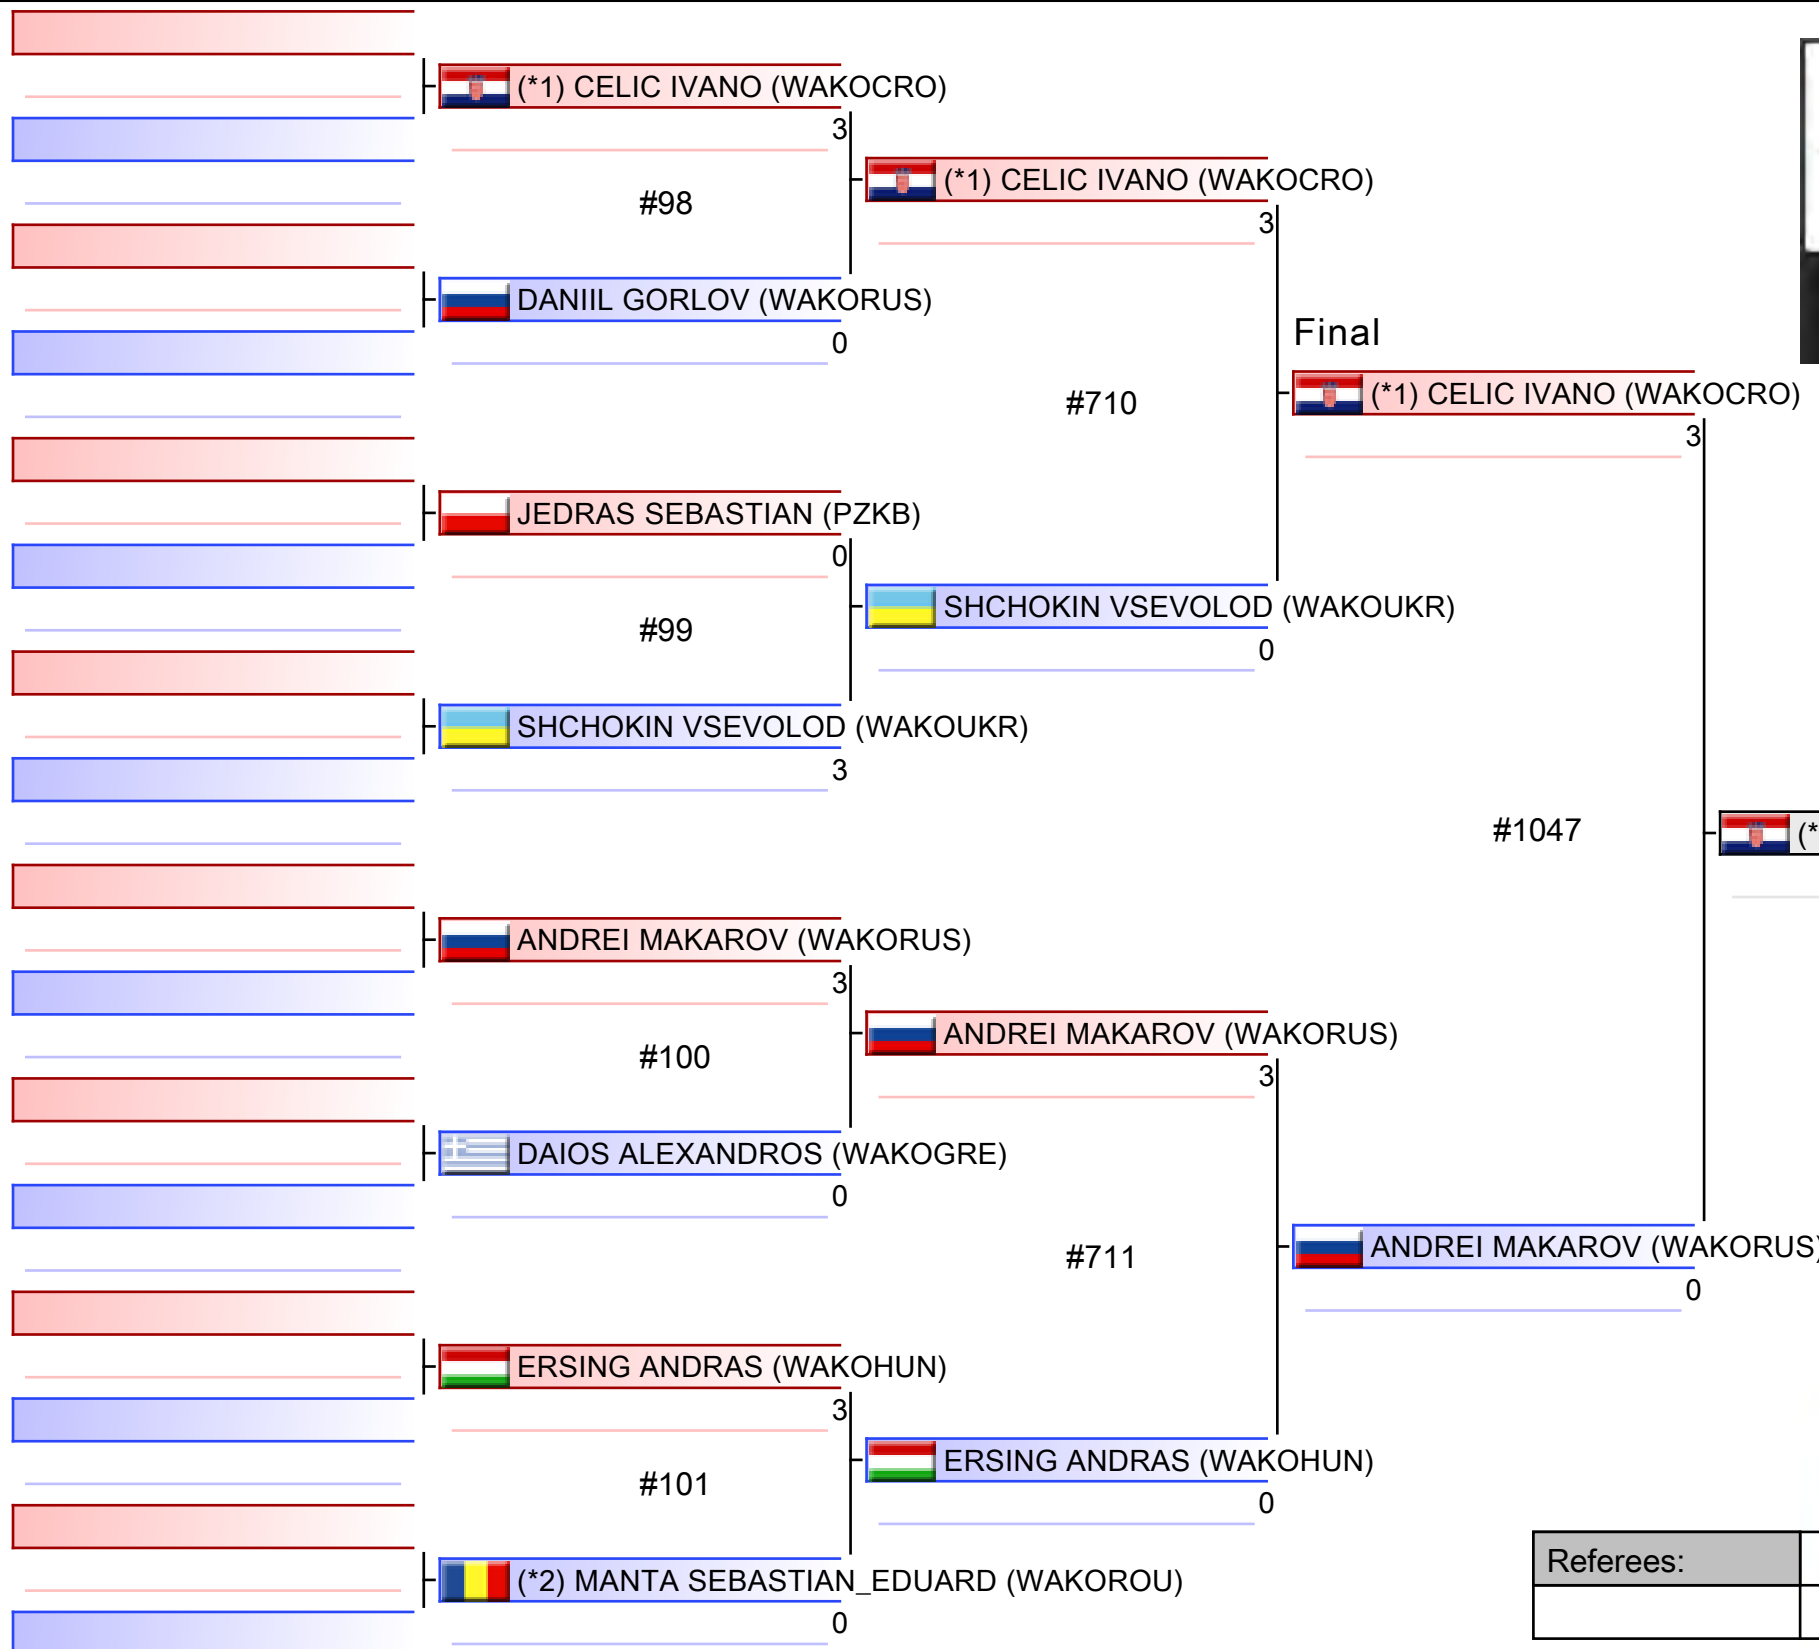 (*1) CELIC IVANO (WAKOCRO)
3
#98
DANIIL GORLOV (WAKORUS)
0
JEDRAS SEBASTIAN (PZKB)
0
#99
SHCHOKIN VSEVOLOD (WAKOUKR)
3
ANDREI MAKAROV (WAKORUS)
3
#100
DAIOS ALEXANDROS (WAKOGRE)
0
ERSING ANDRAS (WAKOHUN)
3
#101
(*2) MANTA SEBASTIAN_EDUARD (WAKOROU)
0
(*1) CELIC IVANO (WAKOCRO)
3
#710
SHCHOKIN VSEVOLOD (WAKOUKR)
0
ANDREI MAKAROV (WAKORUS)
3
#711
ERSING ANDRAS (WAKOHUN)
0
Final
(*1) CELIC IVANO (WAKOCRO)
3
#1047
ANDREI MAKAROV (WAKORUS)
0
(*
Referees: